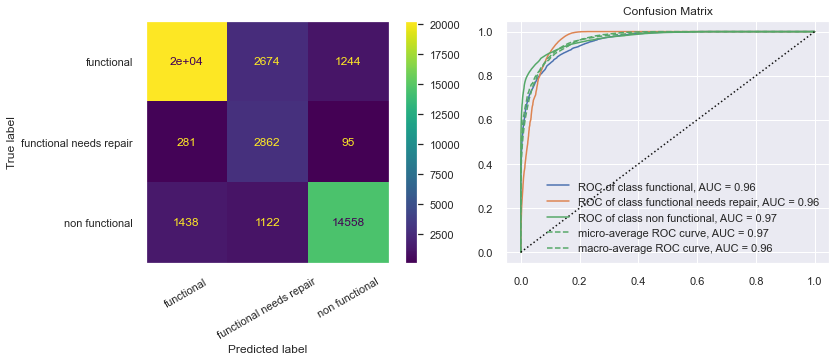 True label
functional
functional needs repair
non functional
2e+04 2674 1244
281 2862 95
1438 1122 14558
functional
functional needs repair
non functional
Predicted label
20000
17500
15000
12500
10000
7500
5000
2500
Confusion Matrix
1.0
0.8
0.6
0.4
0.2
0.0
ROC of class functional, AUC = 0.96
ROC of class functional needs repair, AUC = 0.96
ROC of class non functional, AUC = 0.97
micro-average ROC curve, AUC = 0.97
macro-average ROC curve, AUC = 0.96
0.0 0.2 0.4 0.6 0.8 1.0